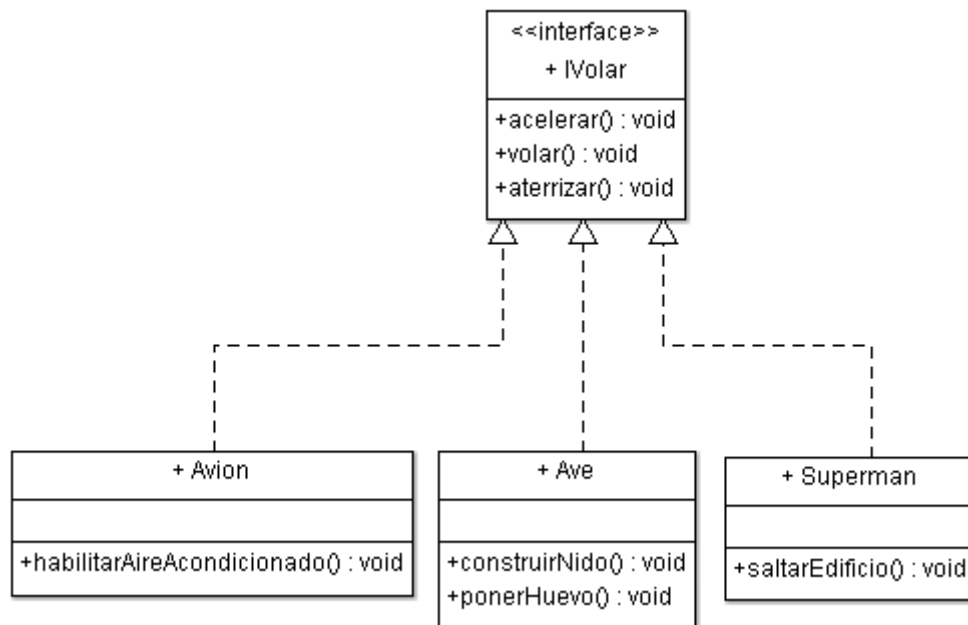 <<interface>>
+ IVolar
+acelerar() : void
+volar() : void
+aterrizar() : void
+ Avion
+habilitarAireAcondicionado() : void
+ Ave
+construirNido() : void
+ponerHuevo() : void
+ Superman
+saltarEdificio() : void